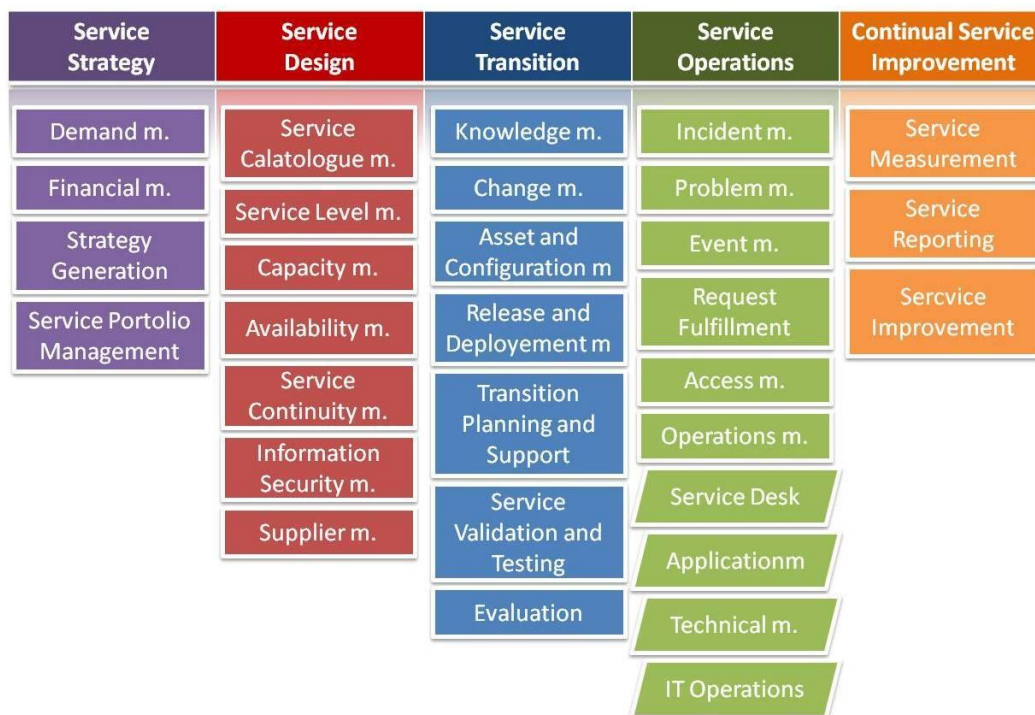 Service
Strategy
Service
Design
Service
Transition
Service
Operations
Continual Service
Improvement
Demand m.
Financial m.
Strategy
Generation
Service Portolio
Management
Service
Calatologue m.
Service Level m.
Capacity m.
Availability m.
Service
Continuity m.
Information
Security m.
Supplier m.
Knowledge m.
Change m.
Asset and
Configuration m
Release and
Deployement m
Transition
Planning and
Support
Service
Validation and
Testing
Evaluation
Incident m.
Problem m.
Event m.
Request
Fulfillment
Access m.
Operations m.
Service Desk
Applicationm
Technical m.
IT Operations
Service
Measurement
Service
Reporting
Sercvice
Improvement